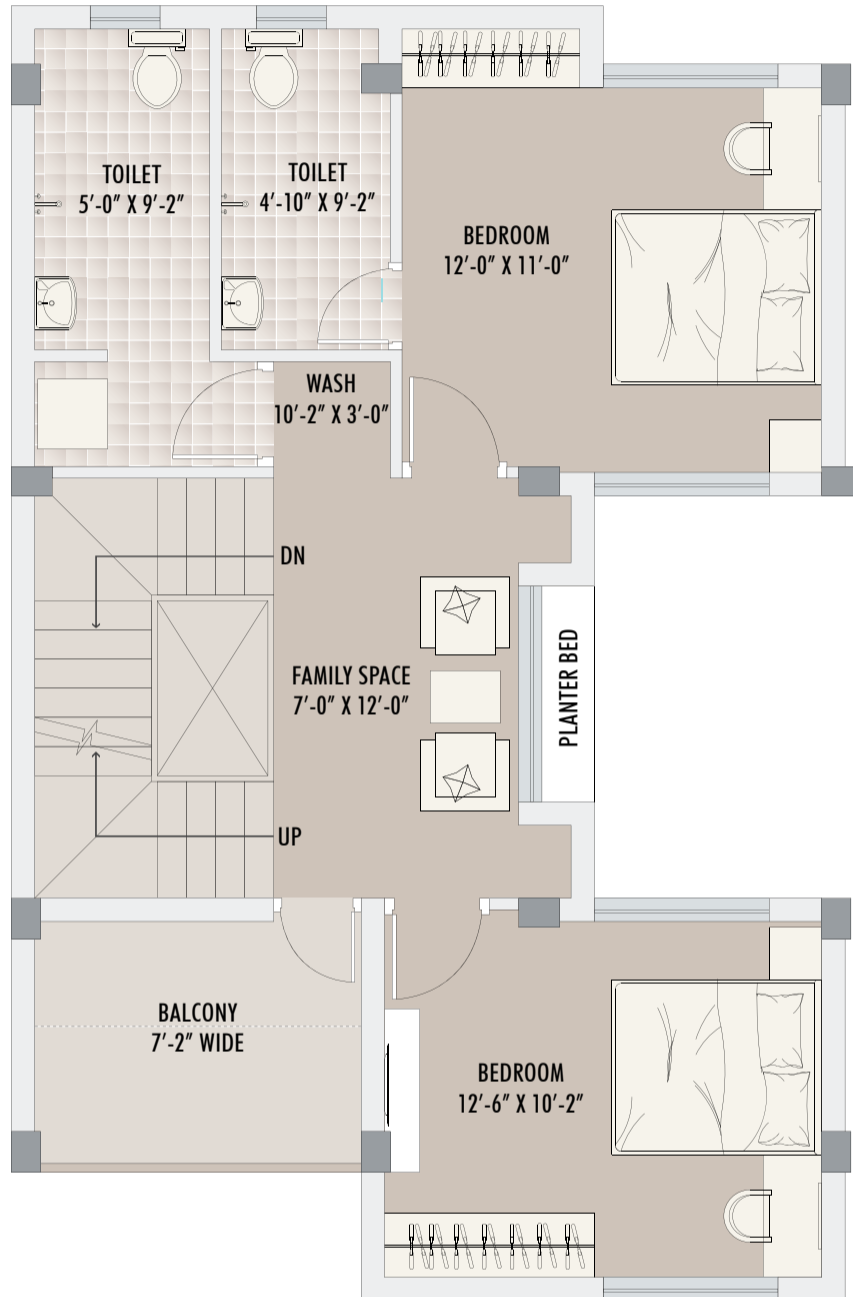 TOILET
5’-0” X 9’-2”
TOILET
4’-10” X 9’-2”
BEDROOM
12’-0” X 11’-0”
WASH
10’-2” X 3’-0”
DN
FAMILY SPACE
7’-0” X 12’-0”
PLANTER BED
UP
BALCONY
7’-2” WIDE
BEDROOM
12’-6” X 10’-2”